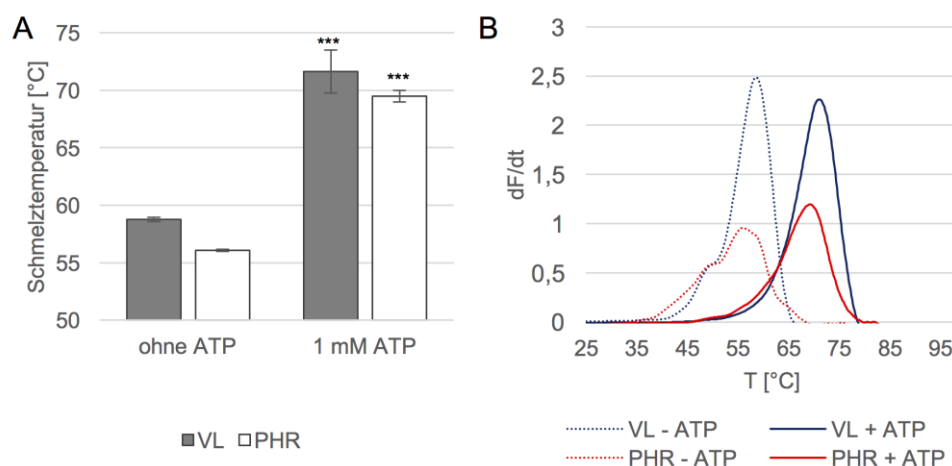 A
Schmelztemperatur [°C]
75
70
65
60
55
50
***
***
ohne ATP
1 mM ATP
VL
PHR
B
dF/dt
3
2,5
2
1,5
1
0,5
0
25
35
45
55
65
75
85
95
T [°C]
VL - ATP
VL + ATP
PHR - ATP
PHR + ATP